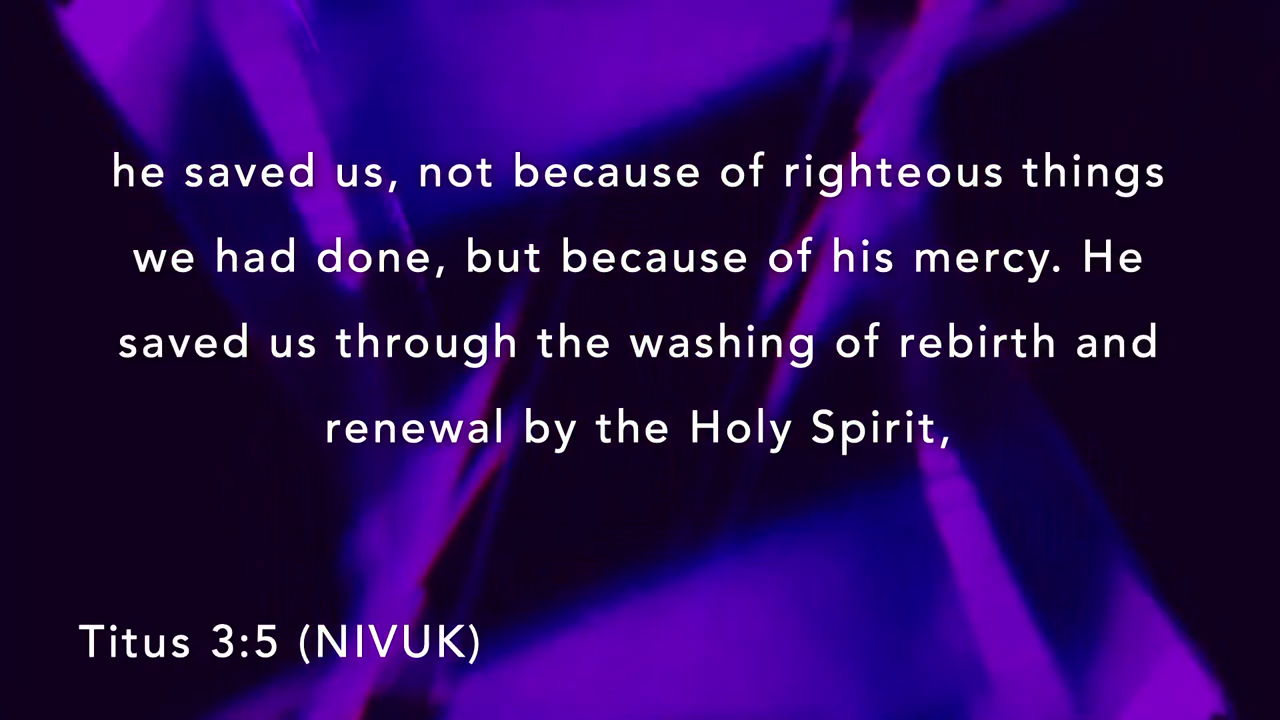 he saved us, not because of righteous things
we had done, but because of his mercy. He
saved us through the washing of rebirth and
renewal by the Holy Spirit,
Titus 3:5 (NIVUK)